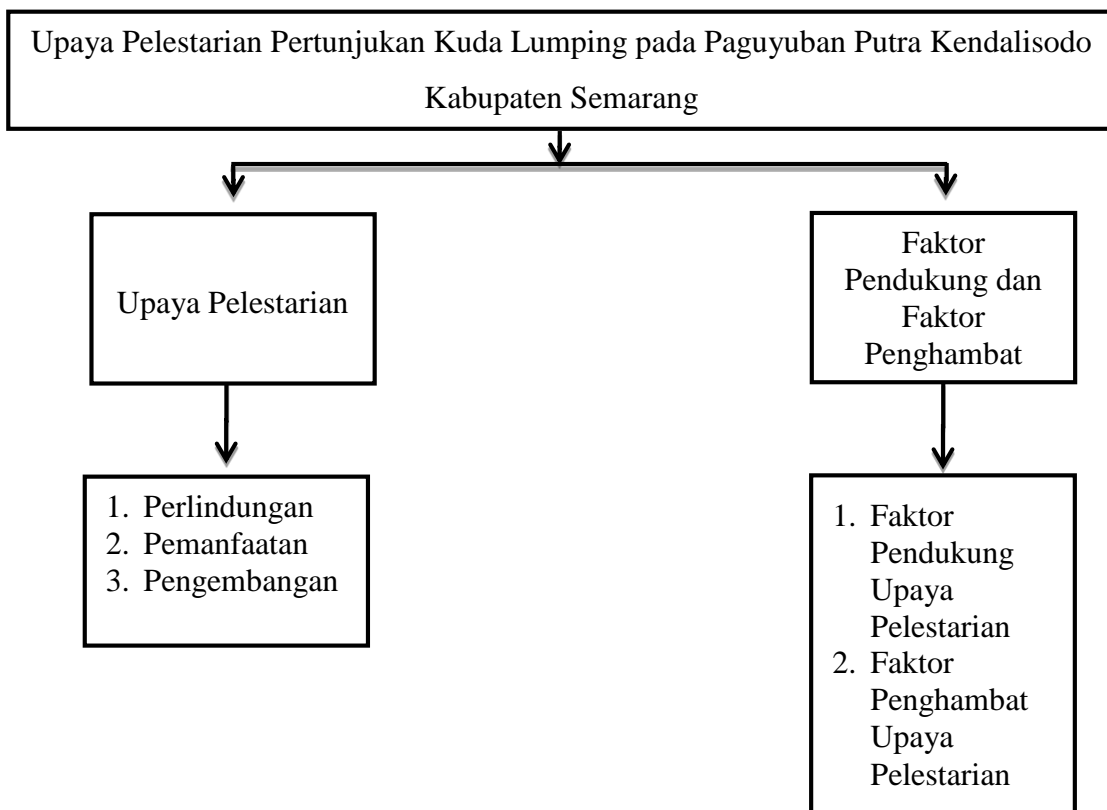 Upaya Pelestarian Pertunjukan Kuda Lumping pada Paguyuban Putra Kendalisodo
Kabupaten Semarang
Upaya Pelestarian
Faktor
Pendukung dan
Faktor
Penghambat
1. Perlindungan
2. Pemanfaatan
3. Pengembangan
1. Faktor
Pendukung
Upaya
Pelestarian
2. Faktor
Penghambat
Upaya
Pelestarian